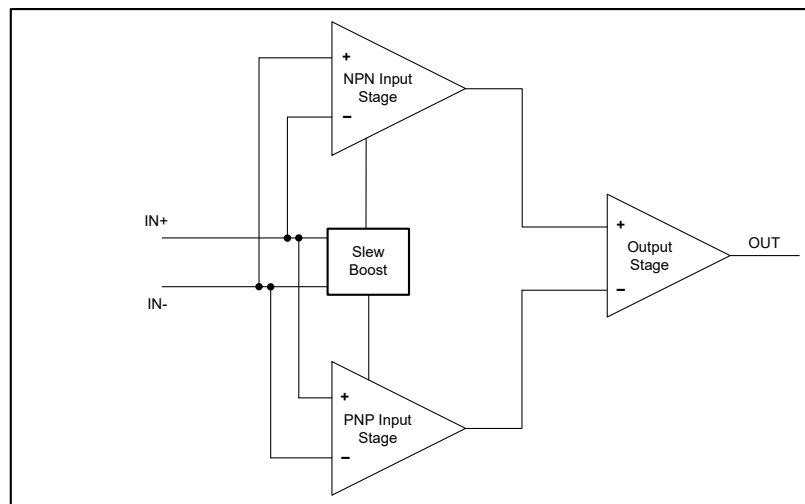 +
NPN Input
Stage
−
IN+
Slew
Boost
IN-
+
Output
Stage
−
OUT
+
PNP Input
Stage
−